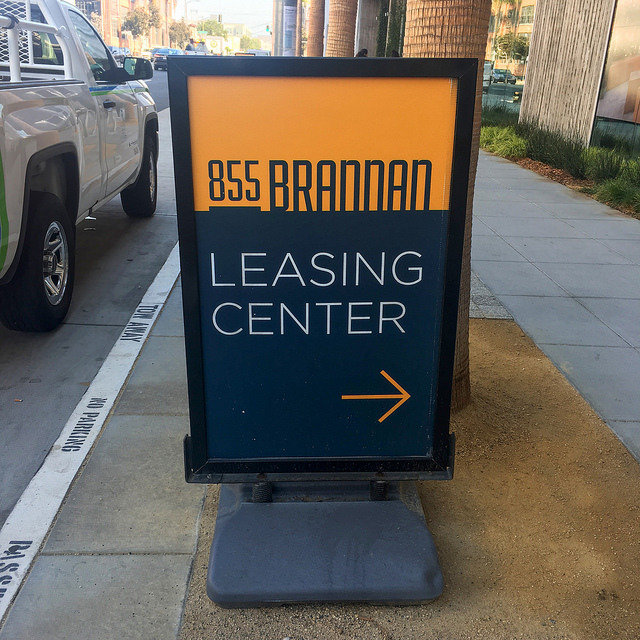 855 BRANNAN
LEASING
CENTER
TOW AWAY
NO PARKING